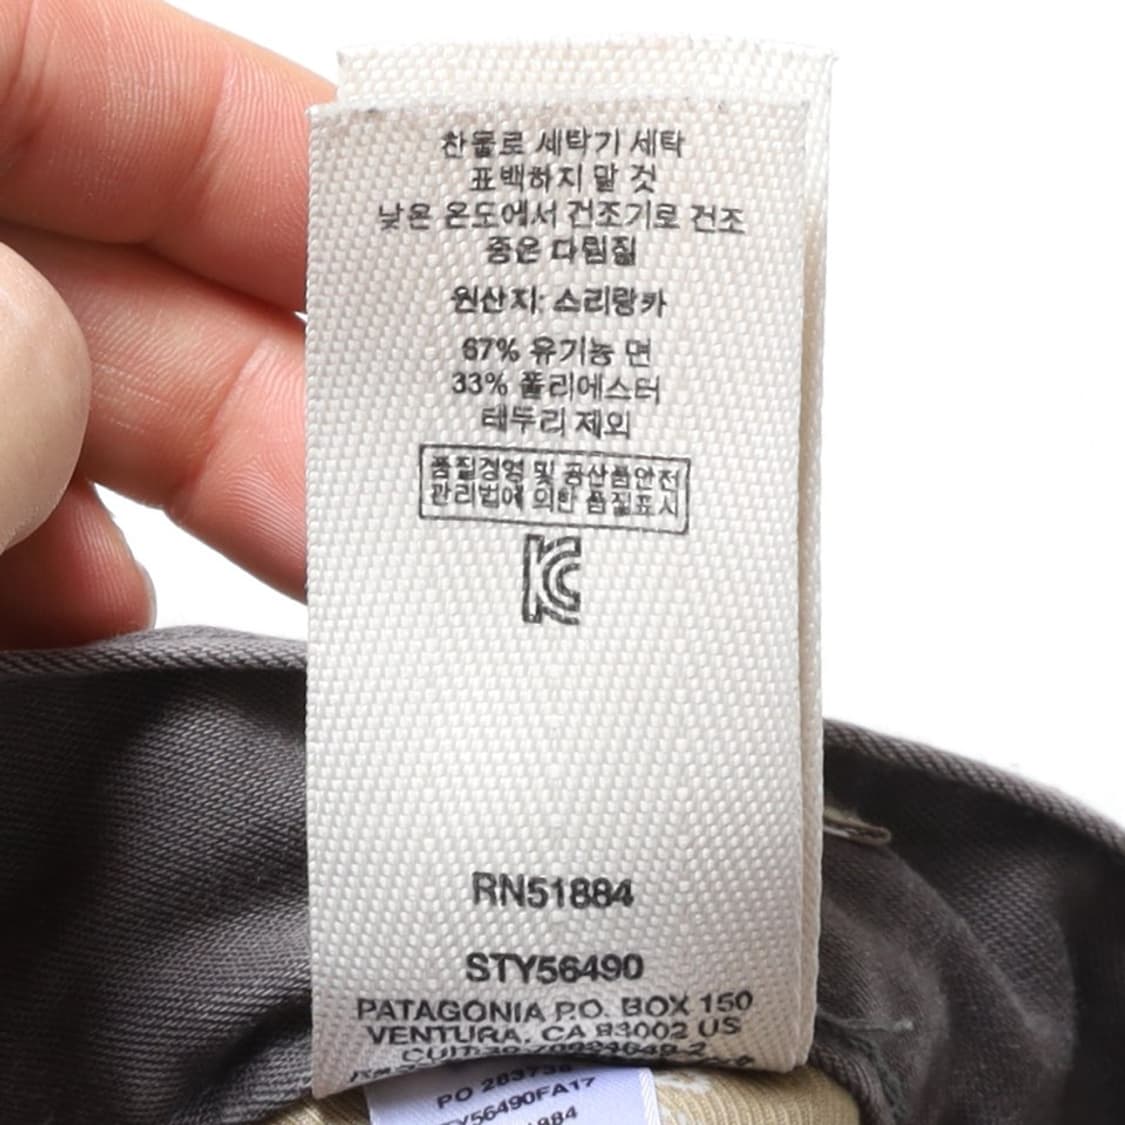 찬물로 세탁기 세탁
표백하지 말 것
낮은 온도에서 건조기로 건조
중온 다림질
원산지: 스리랑카
67% 유기농 면
33% 폴리에스터
테두리 제외
품질경영 및 공산품안전
관리법에 의한 품질표시
KC
RN51884
STY56490
PATAGONIA P.O. BOX 150
VENTURA, CA 93002 US
PO
TY56490FA17
884